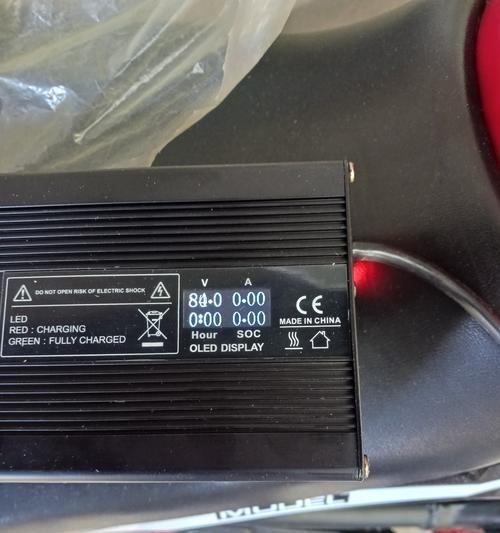 DO NOT OPEN RISK OF ELECTRIC SHOCK
LED
RED : CHARGING
GREEN : FULLY CHARGED
V A
84.0 0.00
0:00 0.00
Hour SOC
OLED DISPLAY
CE
MADE IN CHINA
MODEL